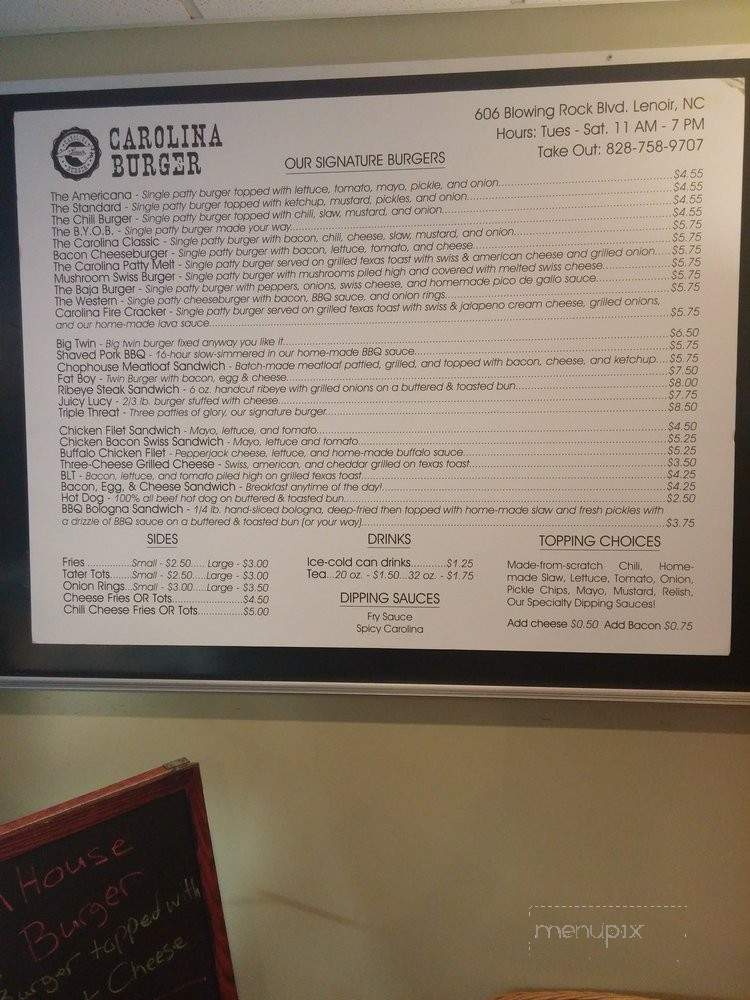 CAROLINA
BURGER
606 Blowing Rock Blvd. Lenoir, NC
Hours: Tues - Sat. 11 AM - 7 PM
Take Out: 828-758-9707
OUR SIGNATURE BURGERS
The Americana - Single patty burger topped with lettuce, tomato, mayo, pickle, and onion....$4.55
The Standard - Single patty burger topped with ketchup, mustard, pickles, and onion....$4.55
The Chili Burger - Single patty burger topped with chili, slaw, mustard, and onion....$4.55
The B.Y.O.B. - Single patty burger made your way....$4.55
The Carolina Classic - Single patty burger with bacon, chili, cheese, slaw, mustard, and onion....$5.75
Bacon Cheeseburger - Single patty burger with bacon, lettuce, tomato, and cheese....$5.75
The Carolina Patty Melt - Single patty burger served on grilled texas toast with swiss & american cheese and grilled onion....$5.75
Mushroom Swiss Burger - Single patty burger with mushrooms piled high and covered with melted swiss cheese....$5.75
The Baja Burger - Single patty burger with peppers, onions, swiss cheese, and homemade pico de gallo sauce....$5.75
The Western - Single patty cheeseburger with bacon, BBQ sauce, and onion rings....$5.75
Carolina Fire Cracker - Single patty burger served on grilled texas toast with swiss & jalapeno cream cheese, grilled onions,
and our home-made lava sauce....$5.75
Big Twin - Big twin burger fixed anyway you like it....$6.50
Shaved Pork BBQ - 16-hour slow-simmered in our home-made BBQ sauce....$5.75
Chophouse Meatloaf Sandwich - Batch-made meatloaf pattied, grilled, and topped with bacon, cheese, and ketchup....$5.75
Fat Boy - Twin Burger with bacon, egg & cheese....$7.50
Ribeye Steak Sandwich - 6 oz. handcut ribeye with grilled onions on a buttered & toasted bun....$8.00
Juicy Lucy - 2/3 lb. burger stuffed with cheese....$7.75
Triple Threat - Three patties of glory, our signature burger....$8.50
Chicken Filet Sandwich - Mayo, lettuce, and tomato....$4.50
Chicken Bacon Swiss Sandwich - Mayo, lettuce and tomato....$5.25
Buffalo Chicken Filet - Pepperjack cheese, lettuce, and home-made buffalo sauce....$5.25
Three-Cheese Grilled Cheese - Swiss, american, and cheddar grilled on texas toast....$3.50
BLT - Bacon, lettuce, and tomato piled high on grilled texas toast....$4.25
Bacon, Egg, & Cheese Sandwich - Breakfast anytime of the day!....$4.25
Hot Dog - 100% all beef hot dog on buttered & toasted bun....$2.50
BBQ Bologna Sandwich - 1/4 lb. hand-sliced bologna, deep-fried then topped with home-made slaw and fresh pickles with
a drizzle of BBQ sauce on a buttered & toasted bun (or your way)....$3.75
SIDES
Fries....Small - $2.50....Large - $3.00
Tater Tots....Small - $2.50....Large - $3.00
Onion Rings...Small - $3.00....Large - $3.50
Cheese Fries OR Tots....$4.50
Chili Cheese Fries OR Tots....$5.00
DRINKS
Ice-cold can drinks....$1.25
Tea...20 oz. - $1.50...32 oz. - $1.75
DIPPING SAUCES
Fry Sauce
Spicy Carolina
TOPPING CHOICES
Made-from-scratch Chili, Home-
made Slaw, Lettuce, Tomato, Onion,
Pickle Chips, Mayo, Mustard, Relish,
Our Specialty Dipping Sauces!
Add cheese $0.50 Add Bacon $0.75
House
Burger
Burger topped with
Cheese
menupix